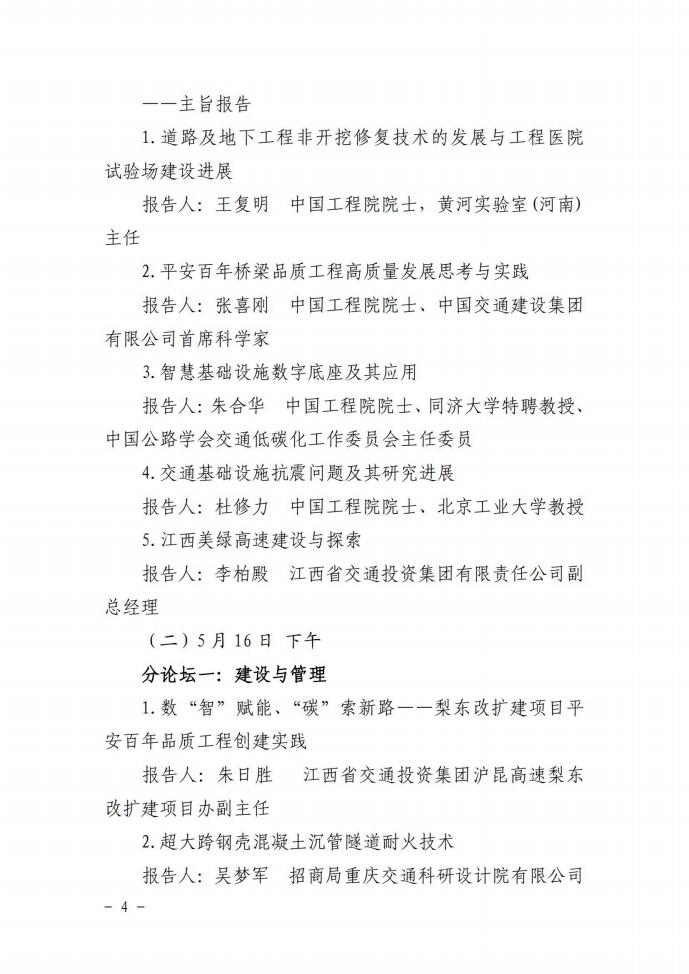 ——主旨报告
1.道路及地下工程非开挖修复技术的发展与工程医院
试验场建设进展
报告人：王复明　中国工程院院士，黄河实验室(河南)
主任
2.平安百年桥梁品质工程高质量发展思考与实践
报告人：张喜刚　中国工程院院士、中国交通建设集团
有限公司首席科学家
3.智慧基础设施数字底座及其应用
报告人：朱合华　中国工程院院士、同济大学特聘教授、
中国公路学会交通低碳化工作委员会主任委员
4.交通基础设施抗震问题及其研究进展
报告人：杜修力　中国工程院院士、北京工业大学教授
5.江西美绿高速建设与探索
报告人：李柏殿　江西省交通投资集团有限责任公司副
总经理
（二）5月16日 下午
分论坛一：建设与管理
1.数“智”赋能、“碳”索新路——梨东改扩建项目平
安百年品质工程创建实践
报告人：朱日胜　江西省交通投资集团沪昆高速梨东
改扩建项目办副主任
2.超大跨钢壳混凝土沉管隧道耐火技术
报告人：吴梦军　招商局重庆交通科研设计院有限公司
- 4 -